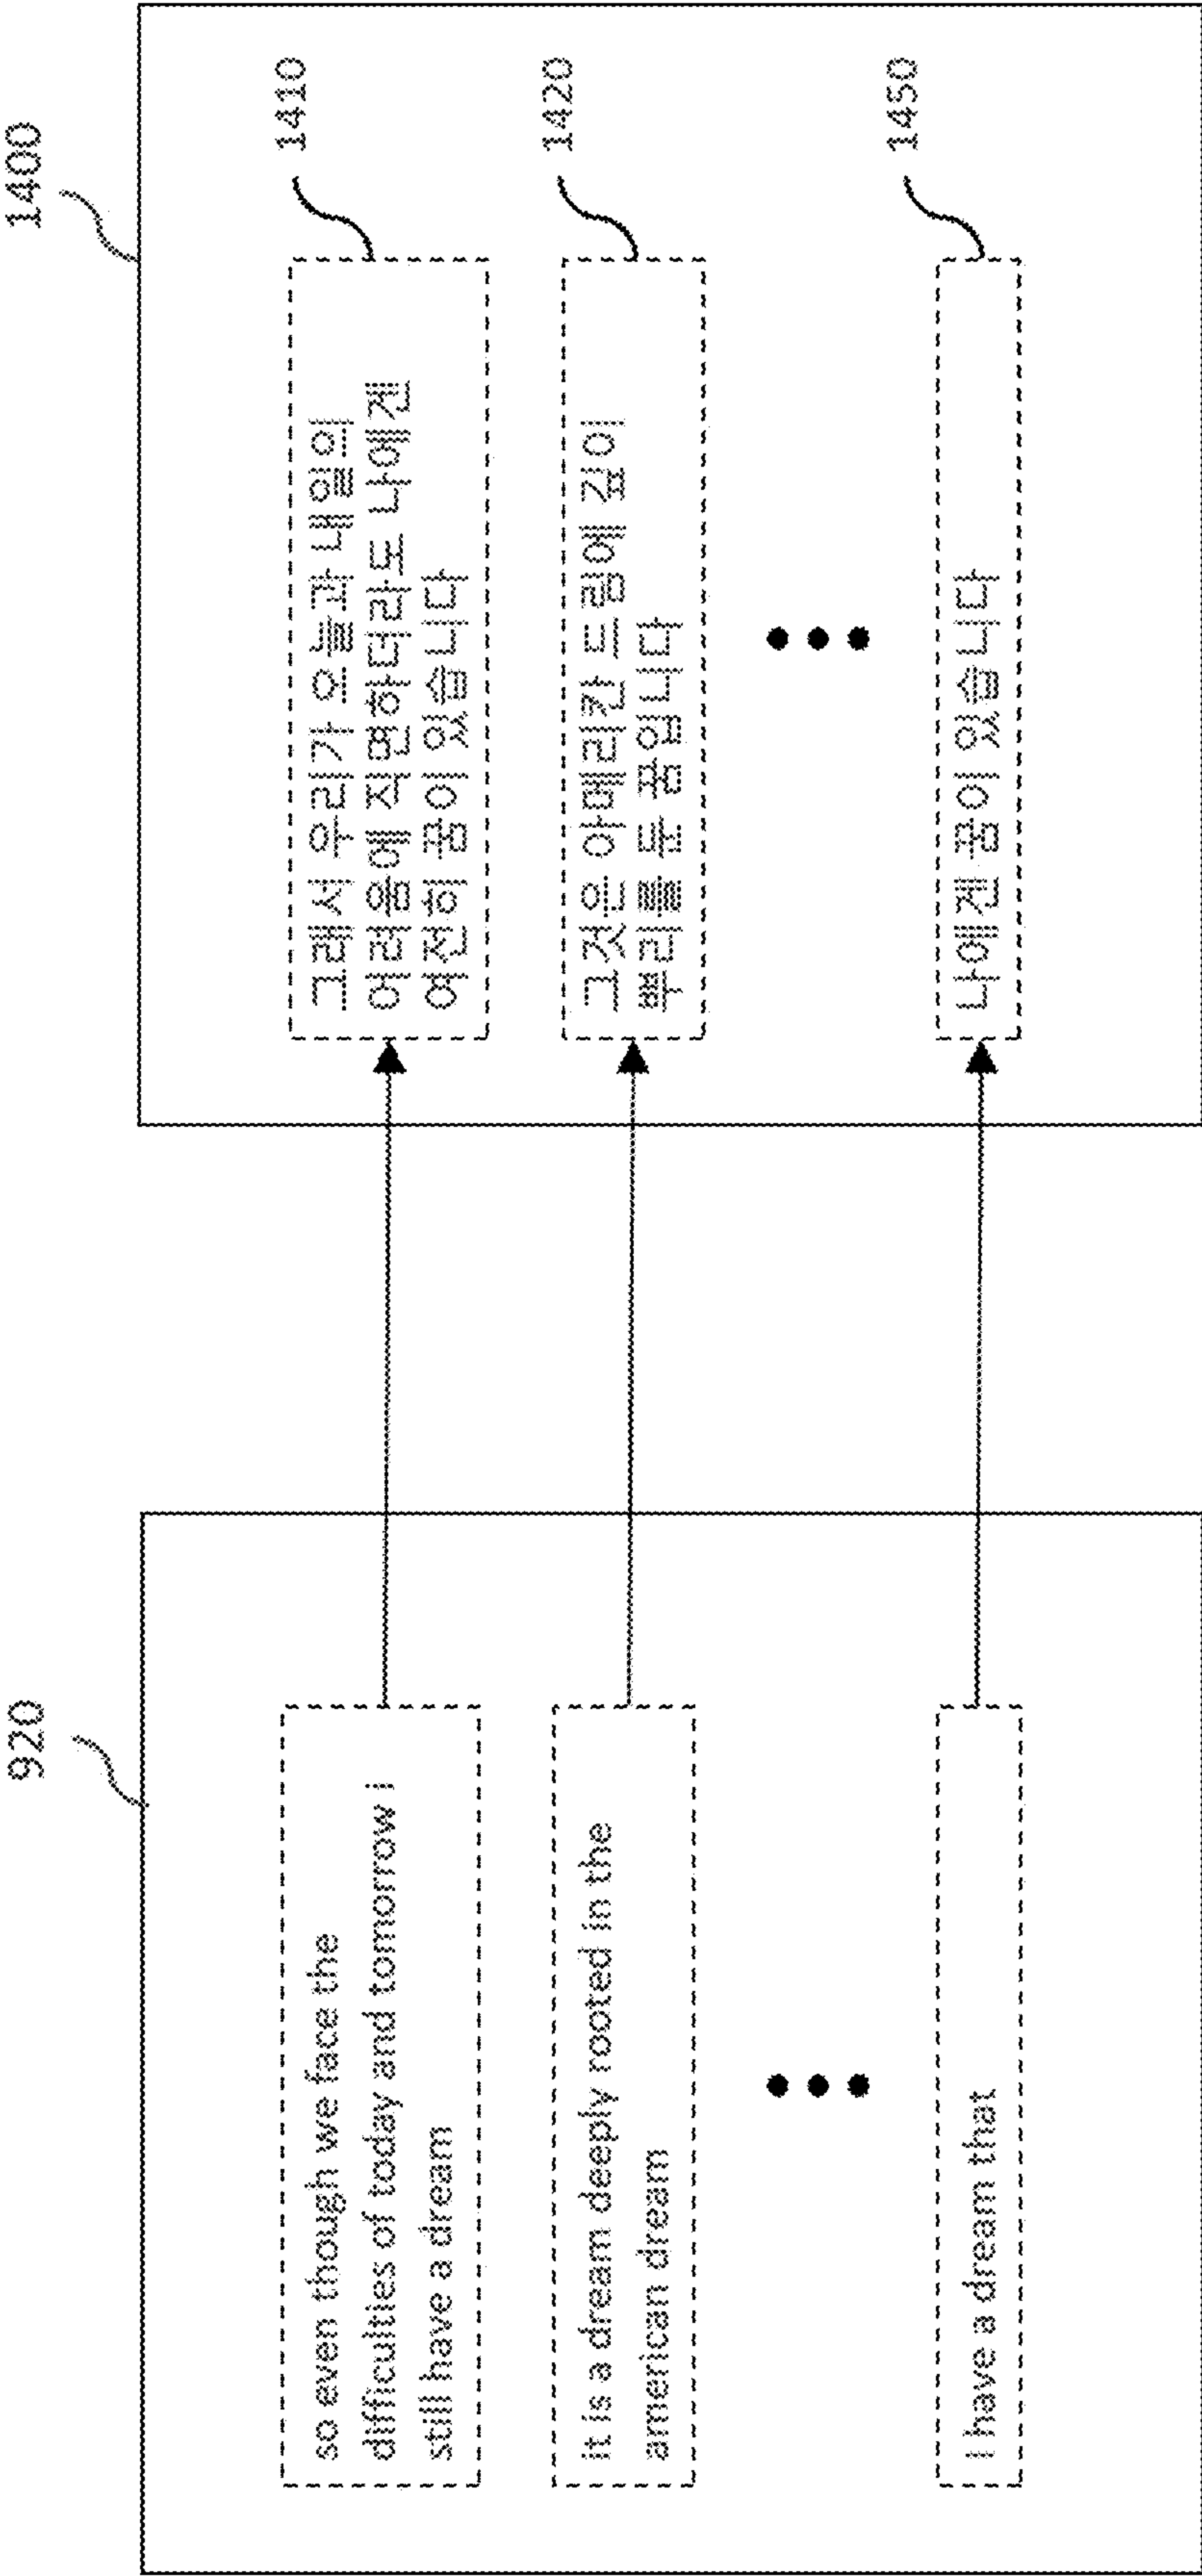 920
so even though we face the
difficulties of today and tomorrow i
still have a dream
it is a dream deeply rooted in the
american dream
I have a dream that
1400
그래서 우리가 오늘과 내일의
어려움에 직면하더라도 나에겐
여전히 꿈이 있습니다
1410
그것은 아메리칸 드림에 깊이
뿌리를 둔 꿈입니다
1420
나에겐 꿈이 있습니다
1450